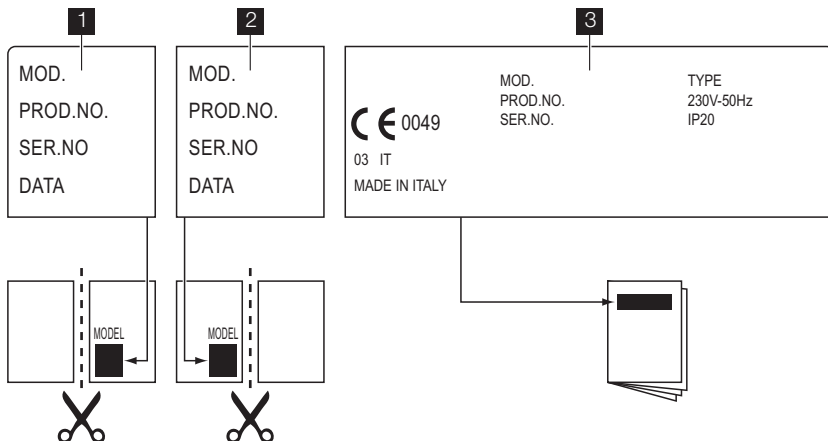 1
MOD.
PROD.NO.
SER.NO
DATA
MODEL
2
MOD.
PROD.NO.
SER.NO
DATA
MODEL
3
CE 0049
03 IT
MADE IN ITALY
MOD.
PROD.NO.
SER.NO.
TYPE
230V-50Hz
IP20